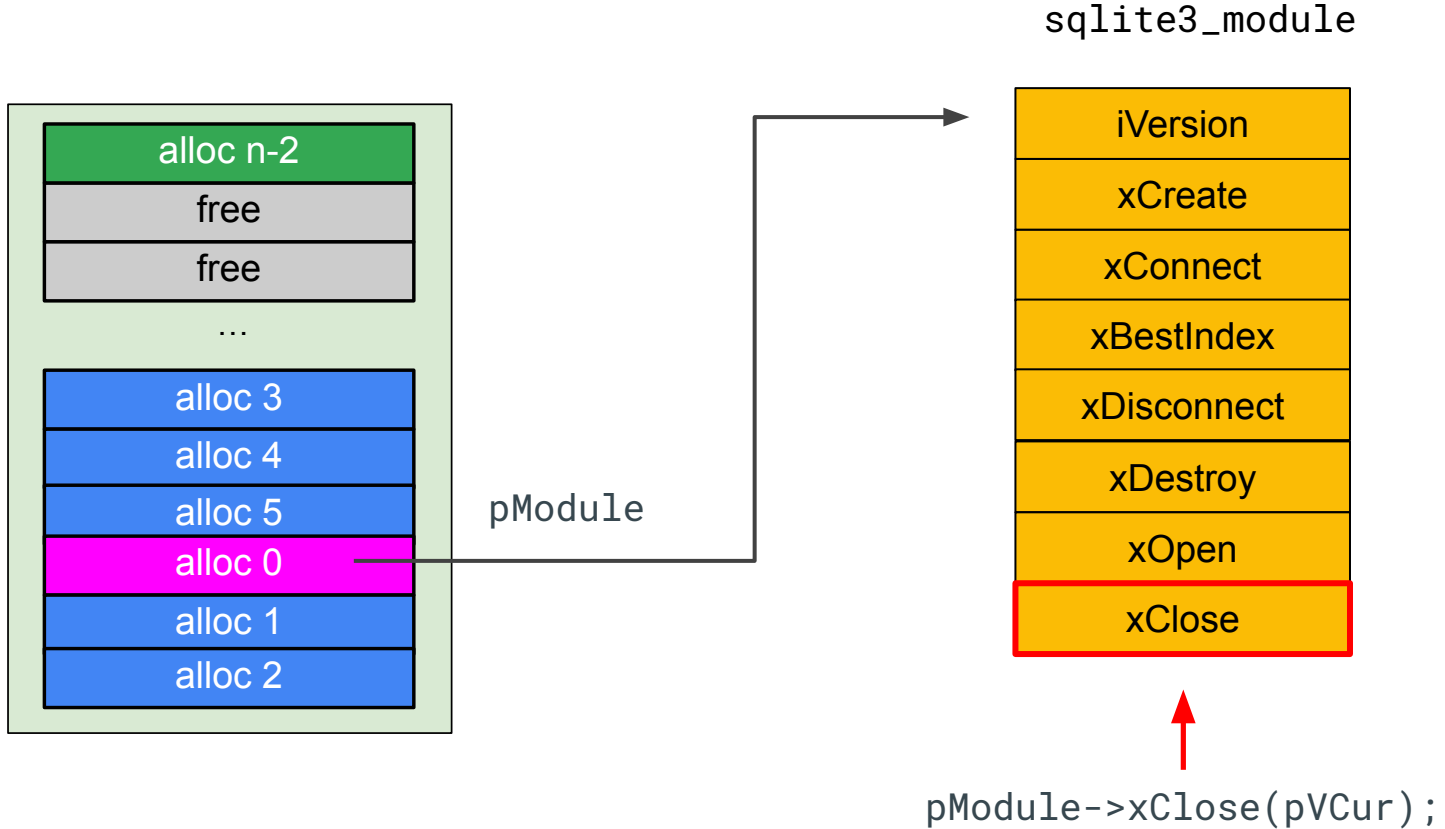 sqlite3_module
alloc n-2
free
free
...
alloc 3
alloc 4
alloc 5
alloc 0
alloc 1
alloc 2
pModule
iVersion
xCreate
xConnect
xBestIndex
xDisconnect
xDestroy
xOpen
xClose
pModule->xClose(pVCur);